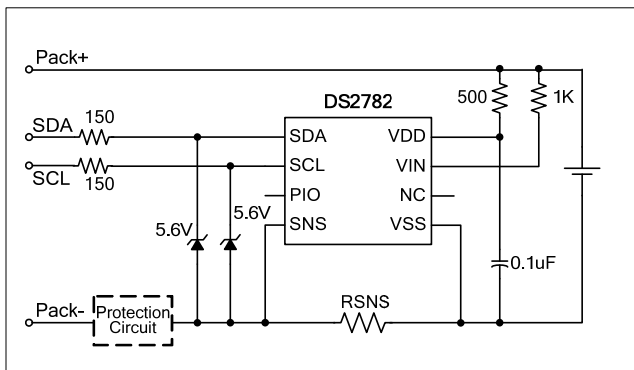 Pack+
DS2782
500
1K
150
SDA
SDA
VDD
SCL
SCL
VIN
150
PIO
NC
5.6V
5.6V
SNS
VSS
0.1uF
RSNS
Pack-
Protection
Circuit